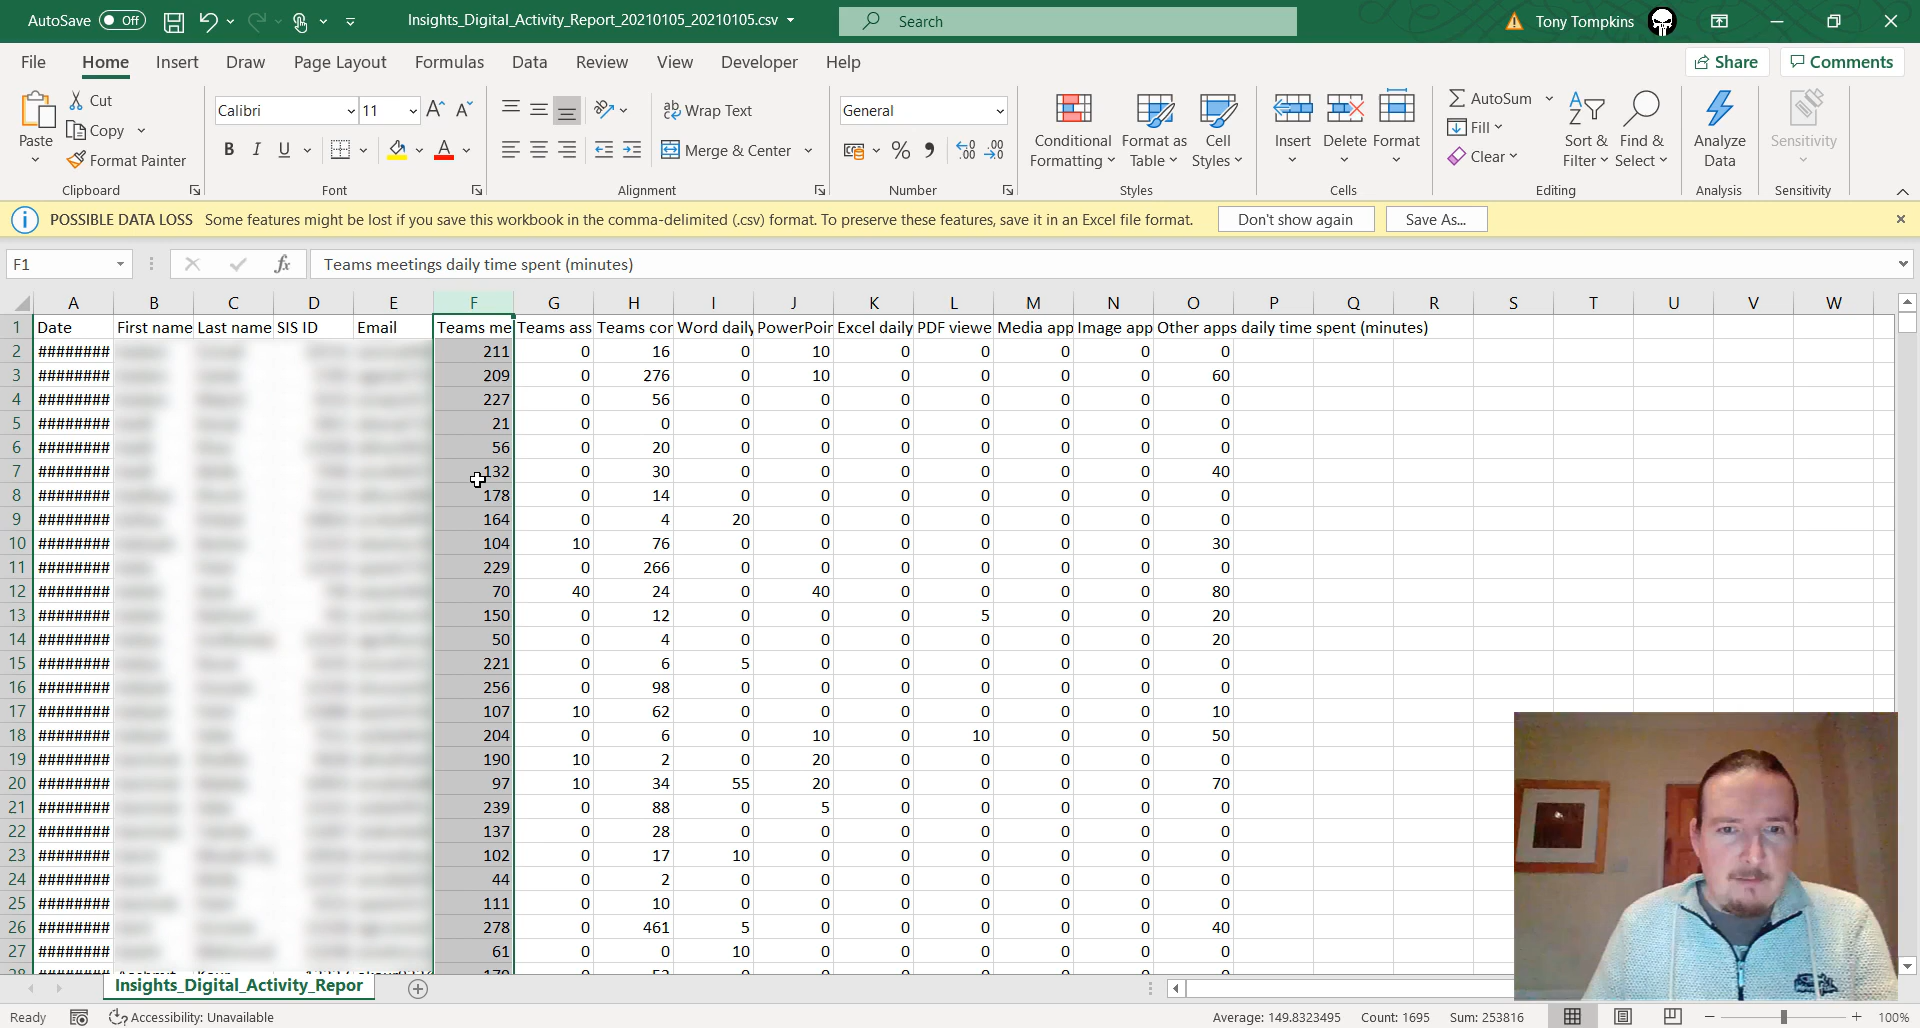 AutoSave Off Insights_Digital_Activity_Report_20210105_20210105.csv Search Tony Tompkins
File Home Insert Draw Page Layout Formulas Data Review View Developer Help Share Comments
Paste Cut Copy Format Painter Clipboard
Calibri 11 B I U A Font
Wrap Text Merge & Center Alignment
General % Number
Conditional Formatting Format as Table Cell Styles Styles
Insert Delete Format Cells
AutoSum Fill Clear Sort & Filter Find & Select Editing
Analyze Data Analysis
Sensitivity Sensitivity
POSSIBLE DATA LOSS Some features might be lost if you save this workbook in the comma-delimited (.csv) format. To preserve these features, save it in an Excel file format. Don't show again Save As...
F1 fx Teams meetings daily time spent (minutes)
A B C D E F G H I J K L M N O P Q R S T U V W
1 Date First name Last name SIS ID Email Teams me Teams ass Teams cor Word daily PowerPoin Excel daily PDF viewe Media app Image app Other apps daily time spent (minutes)
2 ######## 211 0 16 0 10 0 0 0 0 0
3 ######## 209 0 276 0 10 0 0 0 0 60
4 ######## 227 0 56 0 0 0 0 0 0 0
5 ######## 21 0 0 0 0 0 0 0 0 0
6 ######## 56 0 20 0 0 0 0 0 0 0
7 ######## 132 0 30 0 0 0 0 0 0 40
8 ######## 178 0 14 0 0 0 0 0 0 0
9 ######## 164 0 4 20 0 0 0 0 0 0
10 ######## 104 10 76 0 0 0 0 0 0 30
11 ######## 229 0 266 0 0 0 0 0 0 0
12 ######## 70 40 24 0 40 0 0 0 0 80
13 ######## 150 0 12 0 0 0 5 0 0 20
14 ######## 50 0 4 0 0 0 0 0 0 20
15 ######## 221 0 6 5 0 0 0 0 0 0
16 ######## 256 0 98 0 0 0 0 0 0 0
17 ######## 107 10 62 0 0 0 0 0 0 10
18 ######## 204 0 6 0 10 0 10 0 0 50
19 ######## 190 10 2 0 20 0 0 0 0 0
20 ######## 97 10 34 55 20 0 0 0 0 70
21 ######## 239 0 88 0 5 0 0 0 0 0
22 ######## 137 0 28 0 0 0 0 0 0 0
23 ######## 102 0 17 10 0 0 0 0 0 0
24 ######## 44 0 2 0 0 0 0 0 0 0
25 ######## 111 0 10 0 0 0 0 0 0 0
26 ######## 278 0 461 5 0 0 0 0 0 40
27 ######## 61 0 0 10 0 0 0 0 0 0
Insights_Digital_Activity_Repor
Ready Accessibility: Unavailable Average: 149.8323495 Count: 1695 Sum: 253816 100%